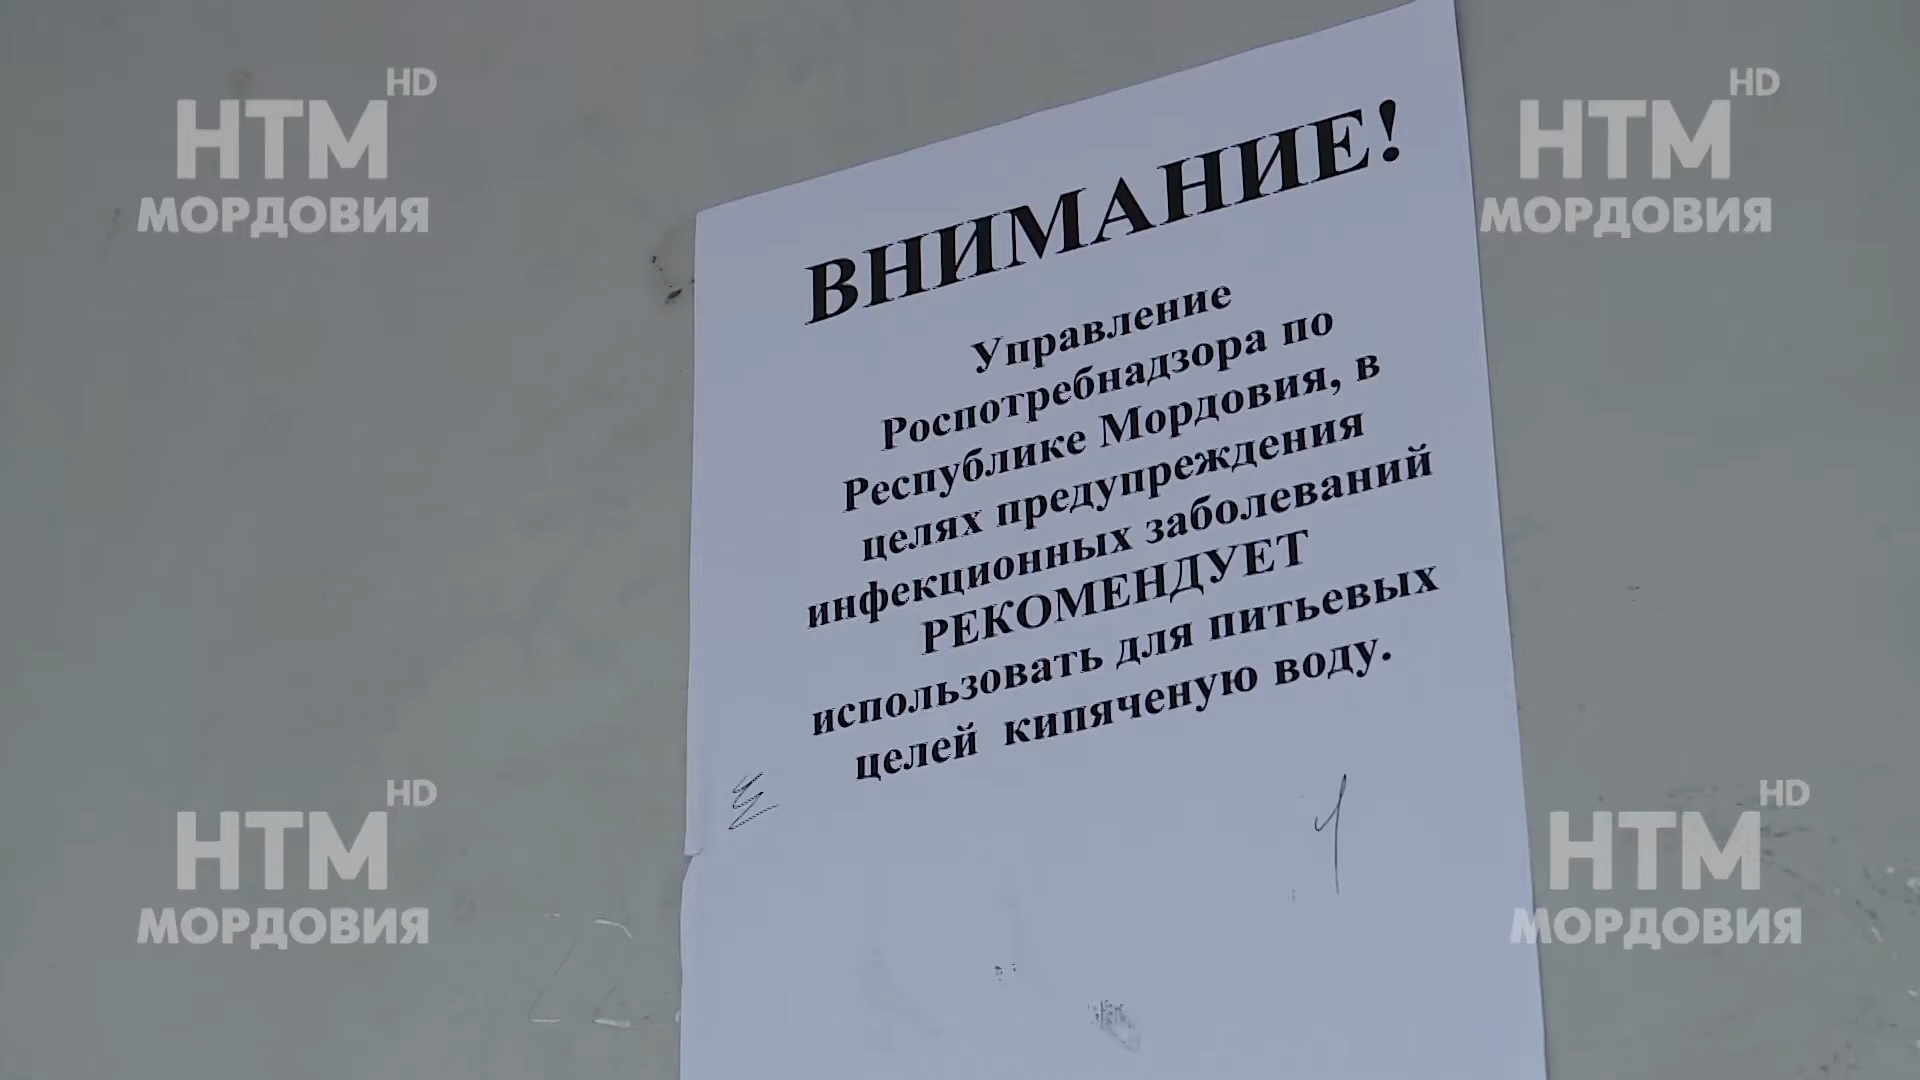 НТМ HD
МОРДОВИЯ
НТМ HD
МОРДОВИЯ
ВНИМАНИЕ!
Управление
Роспотребнадзора по
Республике Мордовия, в
целях предупреждения
инфекционных заболеваний
РЕКОМЕНДУЕТ
использовать для питьевых
целей кипяченую воду.
НТМ HD
МОРДОВИЯ
НТМ HD
МОРДОВИЯ
22